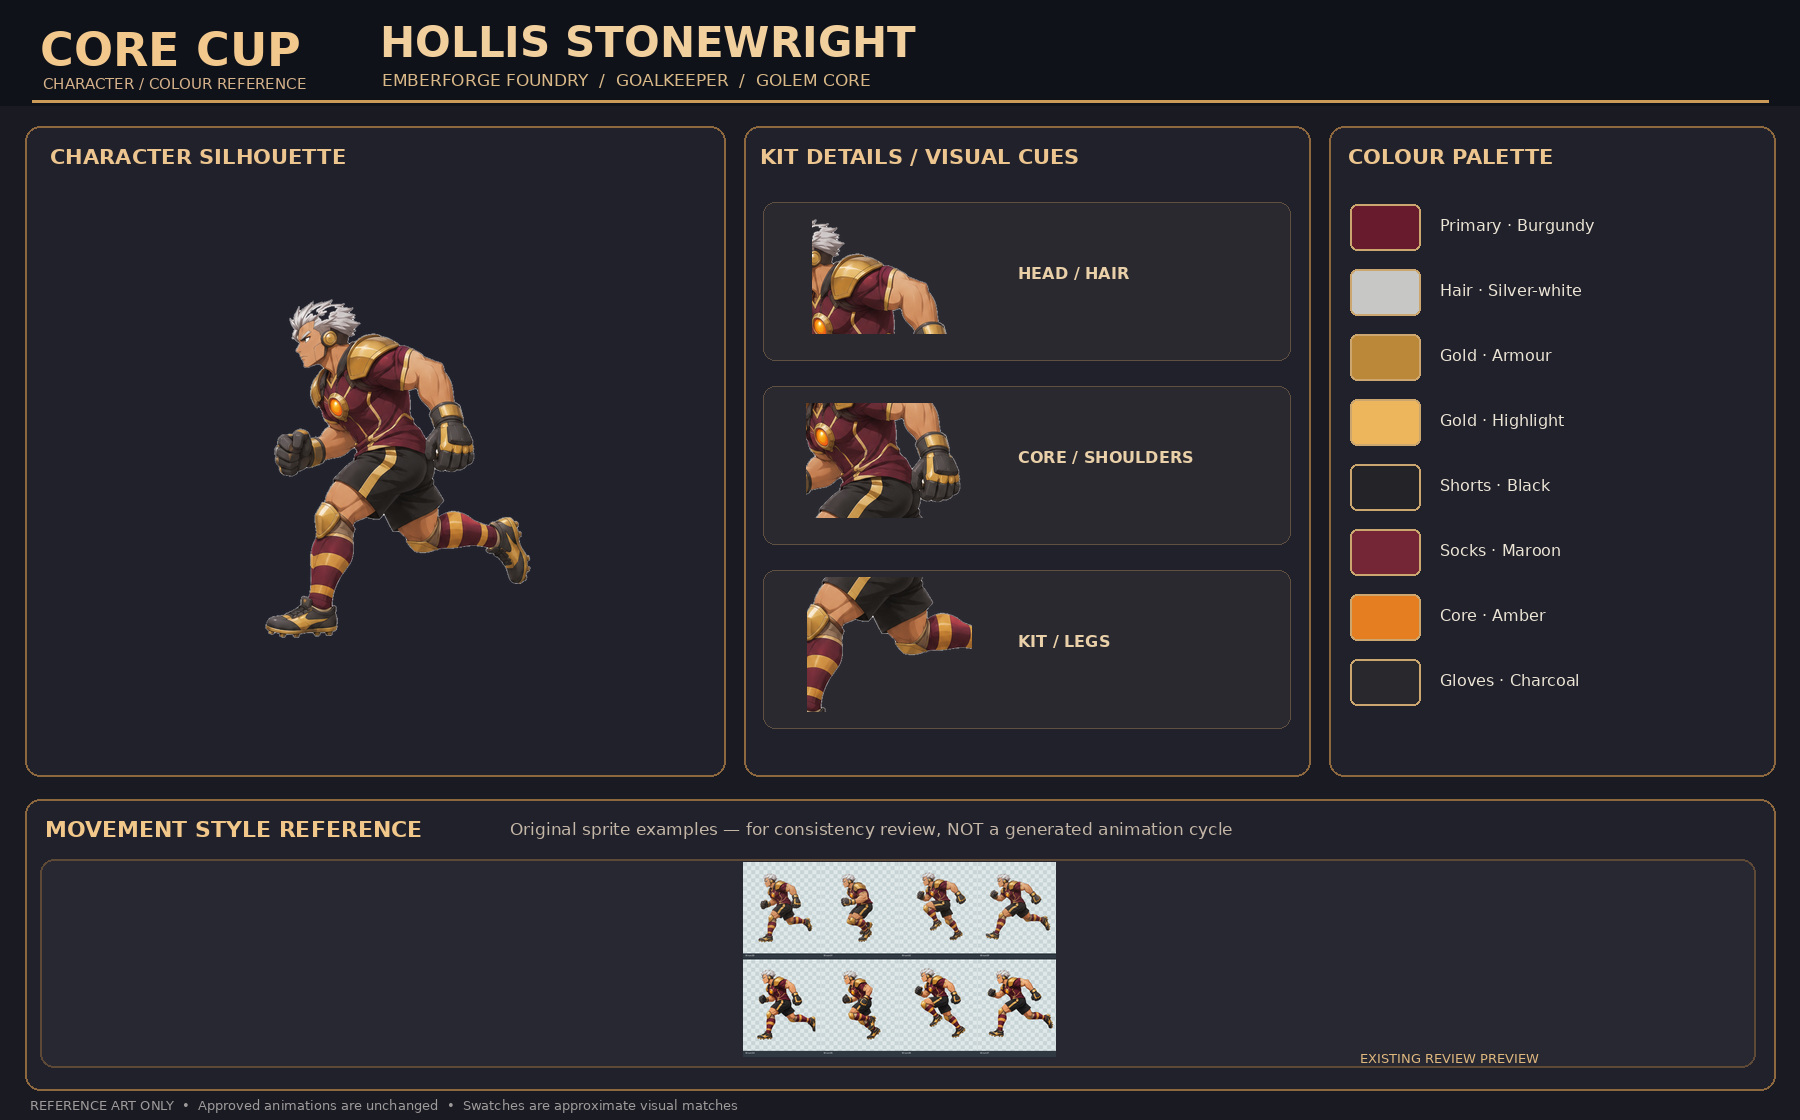 CORE CUP
CHARACTER / COLOUR REFERENCE
HOLLIS STONEWRIGHT
EMBERFORGE FOUNDRY / GOALKEEPER / GOLEM CORE
CHARACTER SILHOUETTE
KIT DETAILS / VISUAL CUES
HEAD / HAIR
CORE / SHOULDERS
KIT / LEGS
COLOUR PALETTE
Primary · Burgundy
Hair · Silver-white
Gold · Armour
Gold · Highlight
Shorts · Black
Socks · Maroon
Core · Amber
Gloves · Charcoal
MOVEMENT STYLE REFERENCE
Original sprite examples — for consistency review, NOT a generated animation cycle
EXISTING REVIEW PREVIEW
REFERENCE ART ONLY • Approved animations are unchanged • Swatches are approximate visual matches